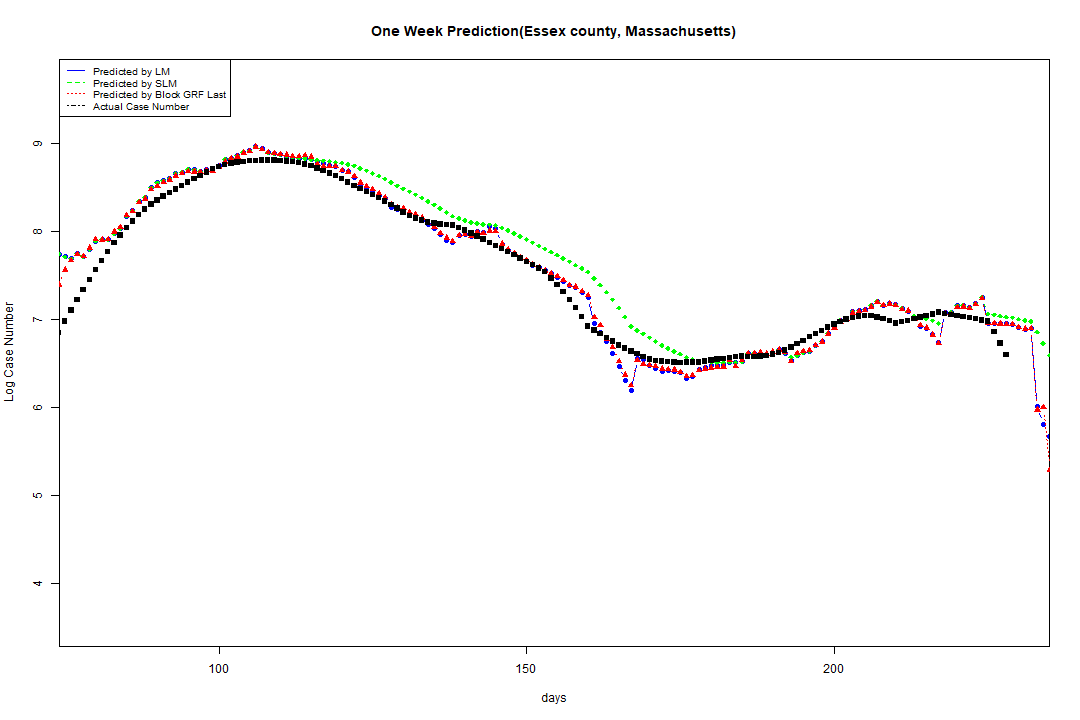 One Week Prediction(Essex county, Massachusetts)
Predicted by LM
Predicted by SLM
Predicted by Block GRF Last
Actual Case Number
9
8
7
6
5
4
Log Case Number
100 150 200
days